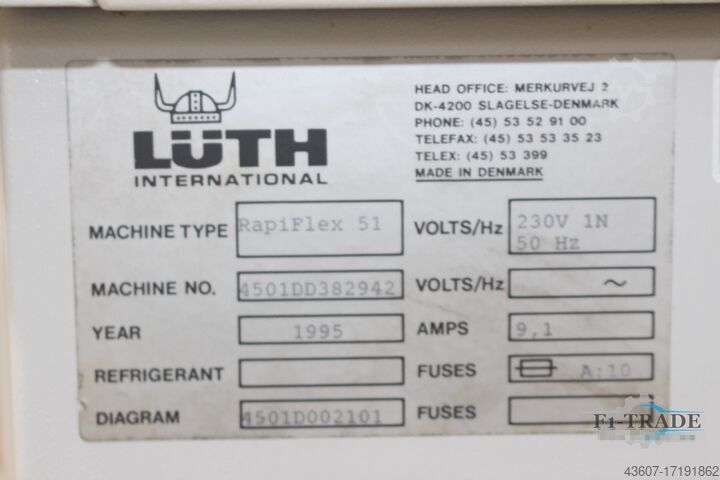 LÜTH
INTERNATIONAL
HEAD OFFICE: MERKURVEJ 2
DK-4200 SLAGELSE-DENMARK
PHONE: (45) 53 52 91 00
TELEFAX: (45) 53 53 35 23
TELEX: (45) 53 399
MADE IN DENMARK
MACHINE TYPE RapiFlex 51 VOLTS/Hz 230V 1N
50 Hz
MACHINE NO. 4501DD382942 VOLTS/Hz ~
YEAR 1995 AMPS 9,1
REFRIGERANT FUSES A:10
DIAGRAM 4501D002101 FUSES
F1-TRADE
43607-17191862